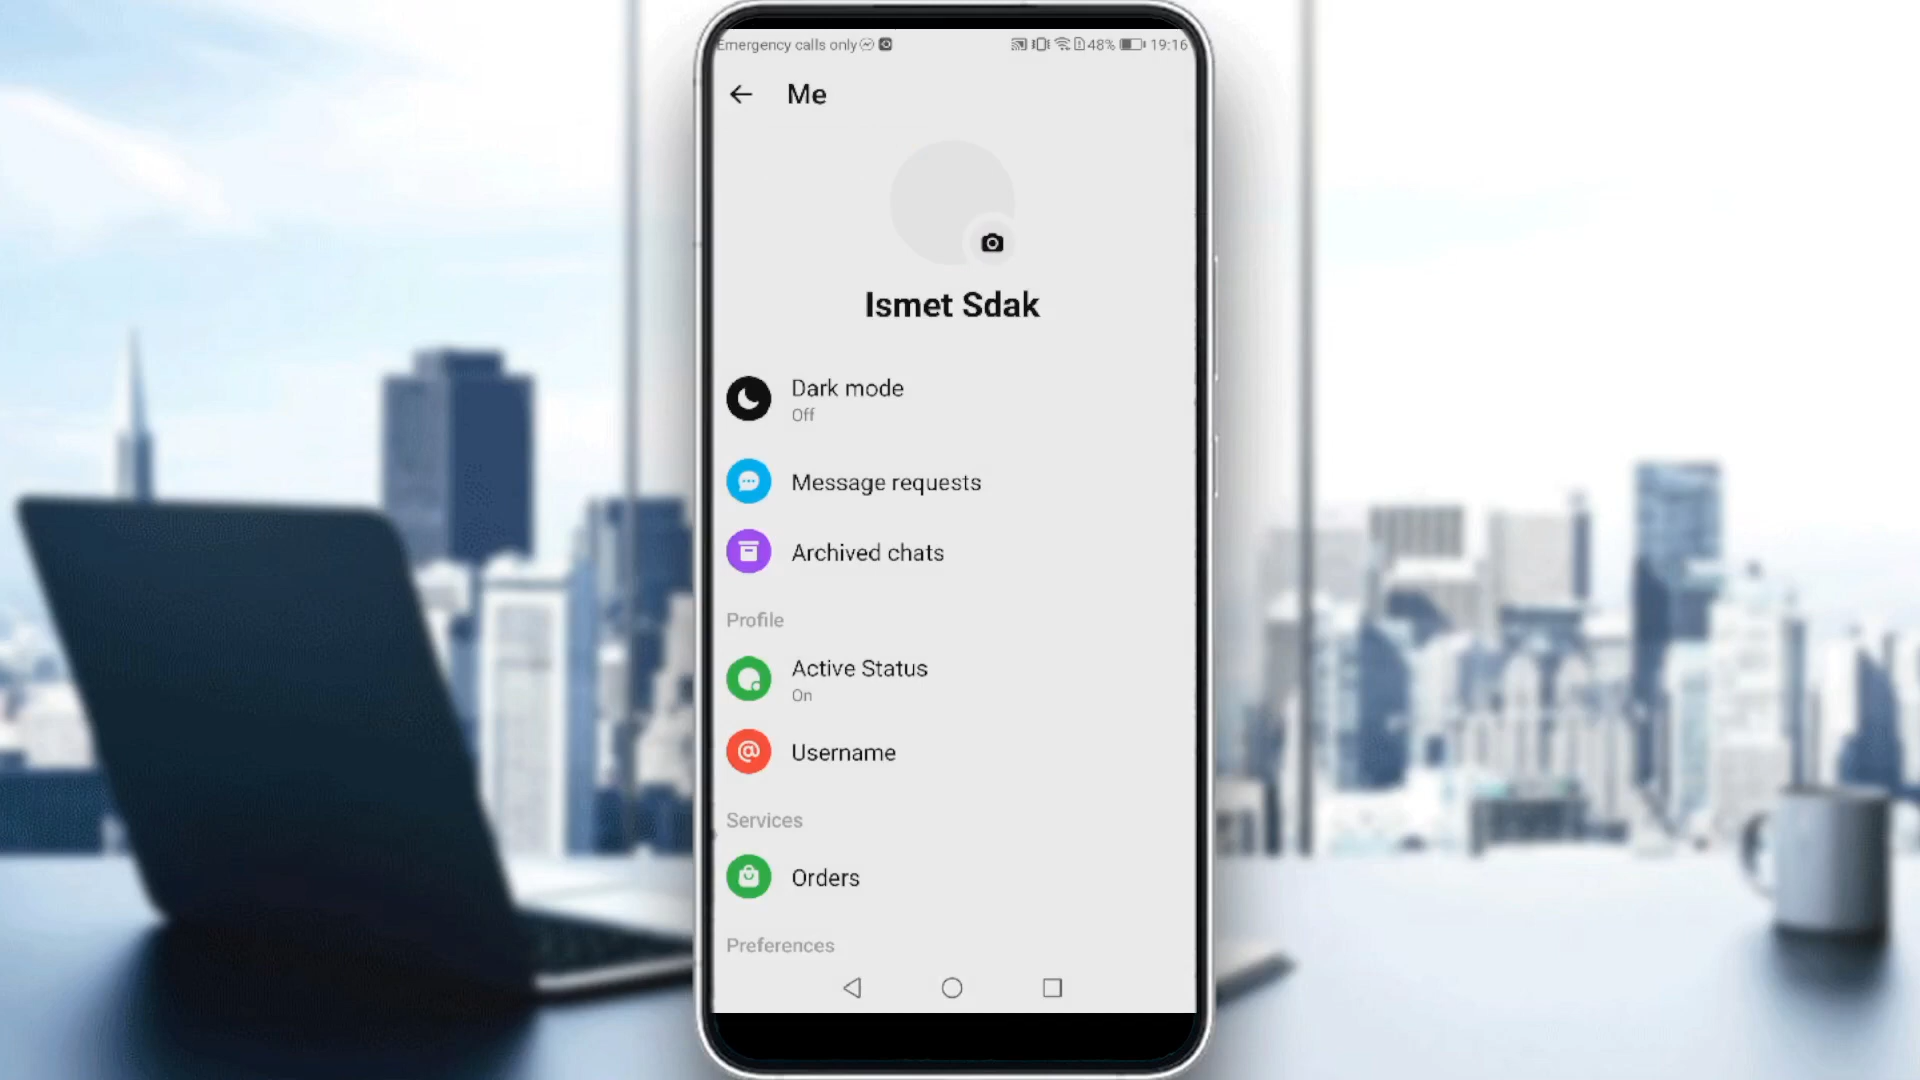 Emergency calls only 48% 19:16
Me
Ismet Sdak
Dark mode
Off
Message requests
Archived chats
Profile
Active Status
On
Username
Services
Orders
Preferences